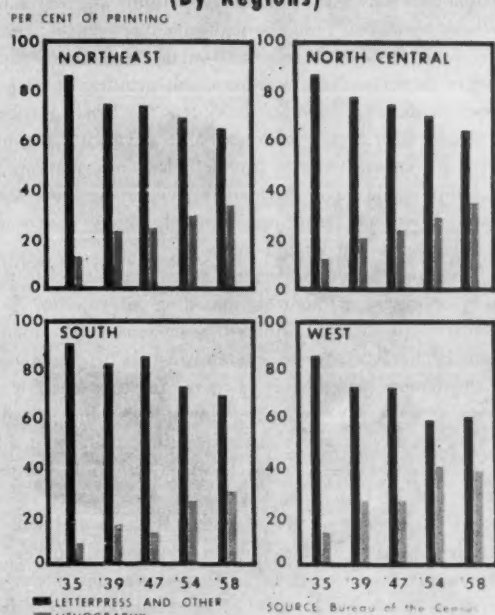 (By Regions)
PER CENT OF PRINTING
100 NORTHEAST
80
60
40
20
0
100 NORTH CENTRAL
80
60
40
20
0
100 SOUTH
80
60
40
20
0
100 WEST
80
60
40
20
0
'35 '39 '47 '54 '58
'35 '39 '47 '54 '58
LETTERPRESS AND OTHER
SOURCE Bureau of the Census